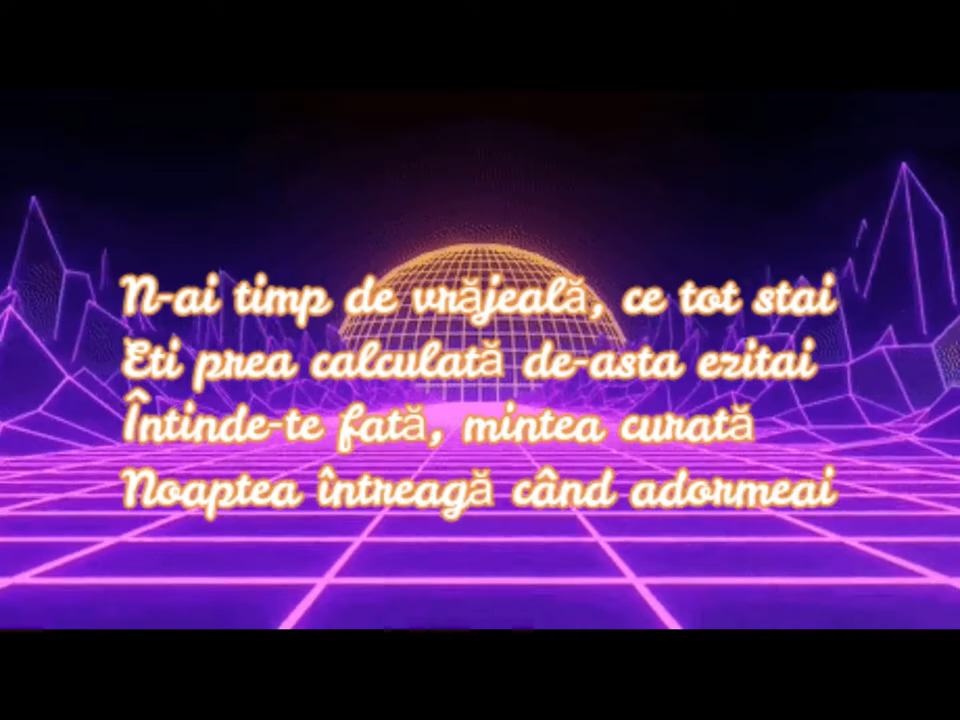 N-ai timp de vrăjeală, ce tot stai
Eti prea calculată de-asta ezitai
Întinde-te fată, mintea curată
Noaptea întreagă când adormeai